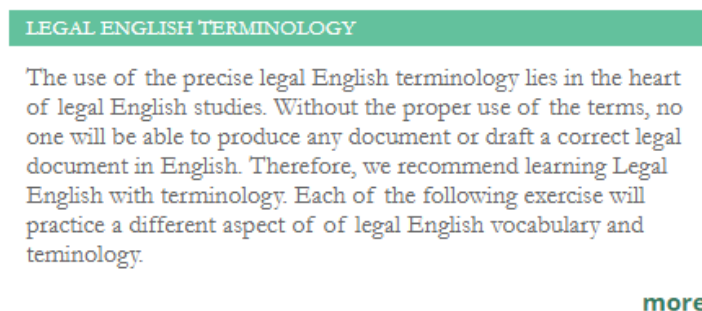 LEGAL ENGLISH TERMINOLOGY
The use of the precise legal English terminology lies in the heart
of legal English studies. Without the proper use of the terms, no
one will be able to produce any document or draft a correct legal
document in English. Therefore, we recommend learning Legal
English with terminology. Each of the following exercise will
practice a different aspect of of legal English vocabulary and
teminology.
more